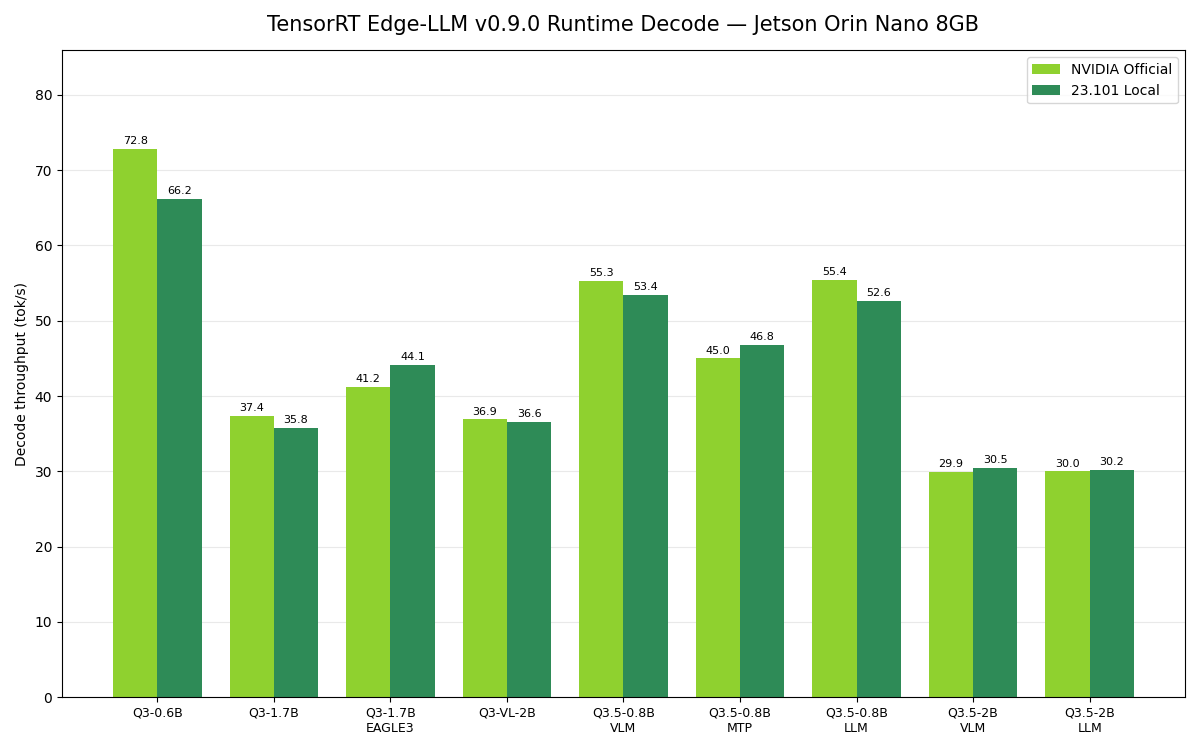 TensorRT Edge-LLM v0.9.0 Runtime Decode — Jetson Orin Nano 8GB
NVIDIA Official
23.101 Local
Decode throughput (tok/s)
80
70
60
50
40
30
20
10
0
72.8
66.2
37.4
35.8
41.2
44.1
36.9
36.6
55.3
53.4
45.0
46.8
55.4
52.6
29.9
30.5
30.0
30.2
Q3-0.6B
Q3-1.7B
Q3-1.7B
EAGLE3
Q3-VL-2B
Q3.5-0.8B
VLM
Q3.5-0.8B
MTP
Q3.5-0.8B
LLM
Q3.5-2B
VLM
Q3.5-2B
LLM